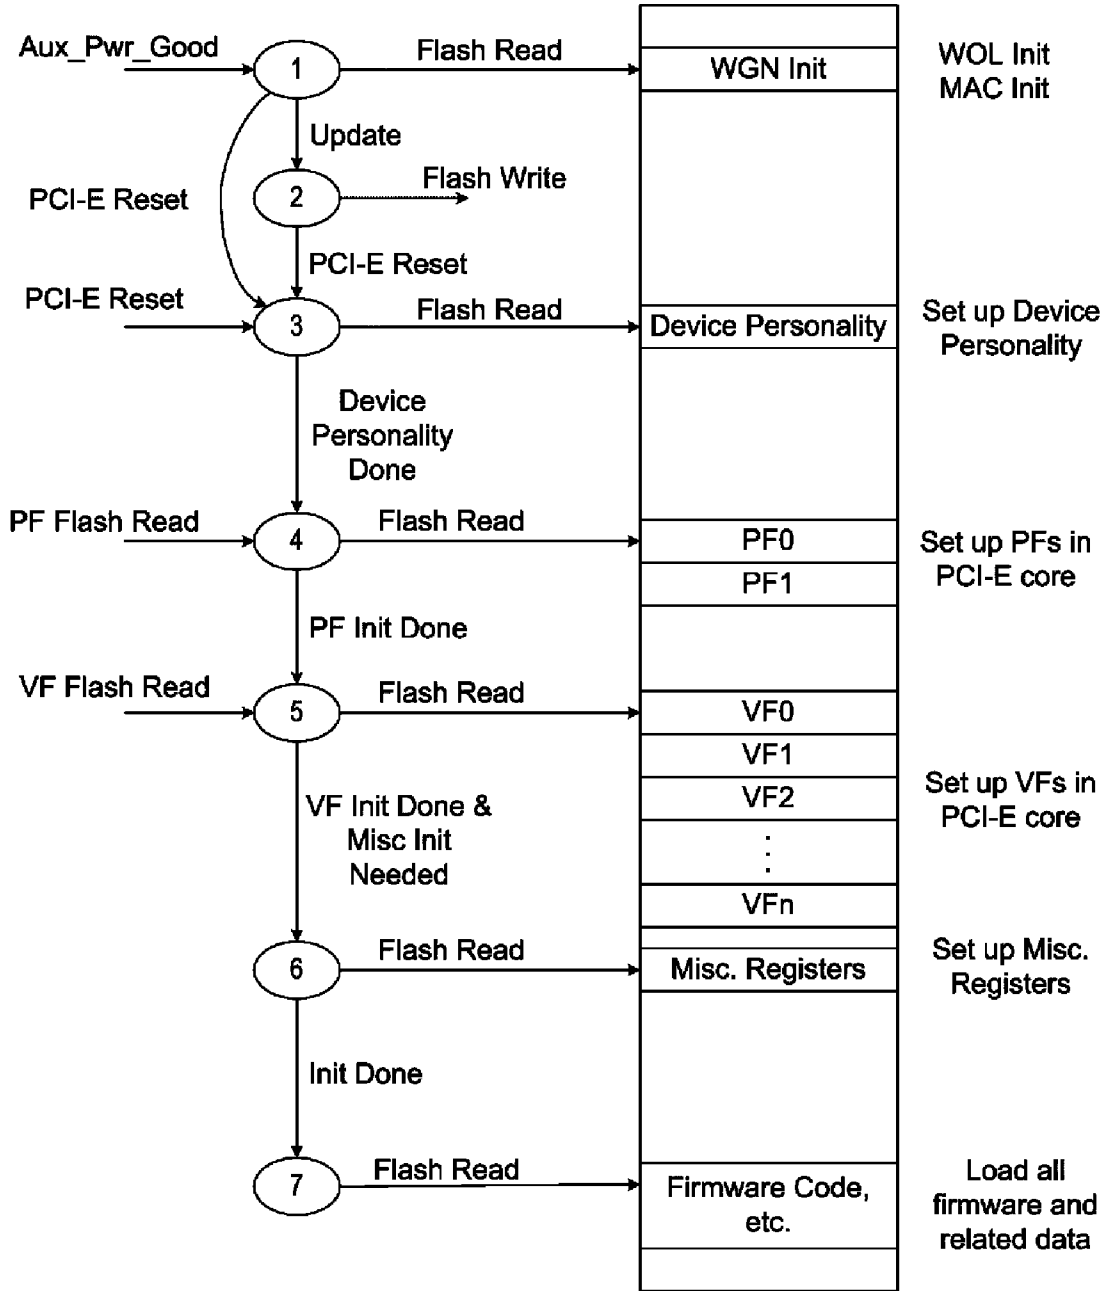 Aux_Pwr_Good
1
Flash Read
WGN Init
WOL Init
MAC Init
Update
PCI-E Reset
2
Flash Write
PCI-E Reset
PCI-E Reset
3
Flash Read
Device Personality
Set up Device
Personality
Device
Personality
Done
PF Flash Read
4
Flash Read
PF0
PF1
Set up PFs in
PCI-E core
PF Init Done
VF Flash Read
5
Flash Read
VF0
VF1
VF2
⋮
VFn
Set up VFs in
PCI-E core
VF Init Done &
Misc Init
Needed
6
Flash Read
Misc. Registers
Set up Misc.
Registers
Init Done
7
Flash Read
Firmware Code,
etc.
Load all
firmware and
related data